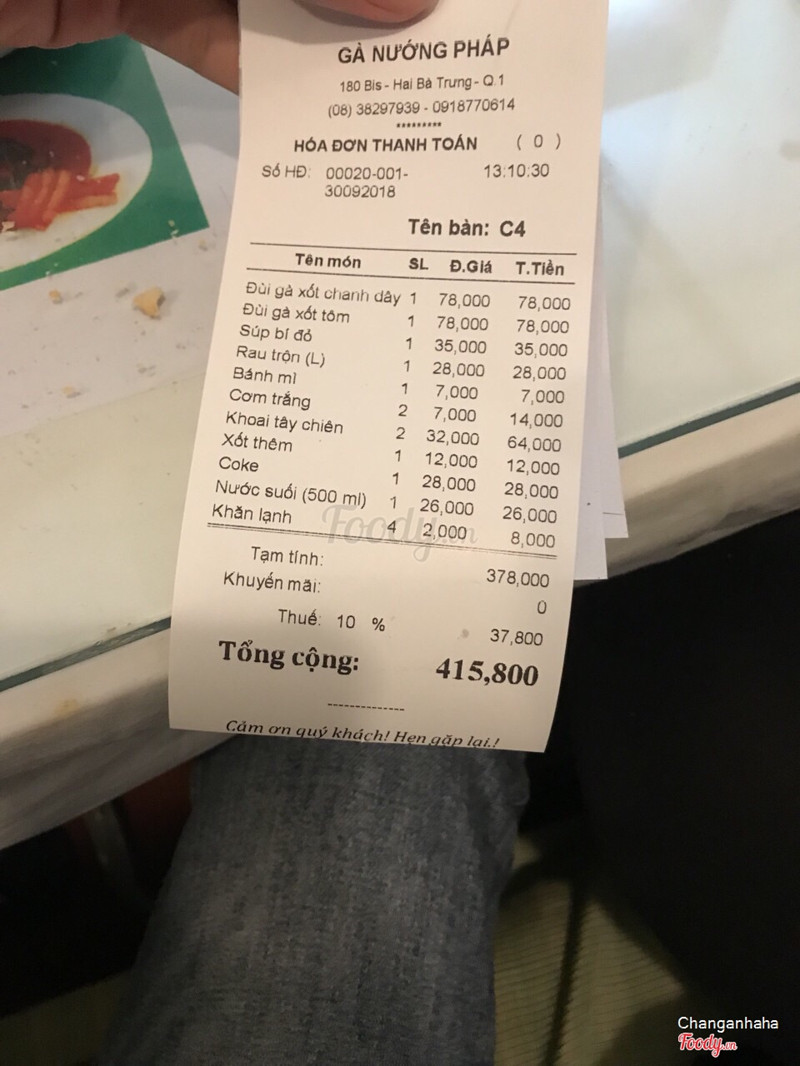 GÀ NƯỚNG PHÁP
180 Bis - Hai Bà Trưng - Q.1
(08) 38297939 - 0918770614
*********
HÓA ĐƠN THANH TOÁN ( 0 )
Số HĐ: 00020-001-30092018 13:10:30
Tên bàn: C4
Tên món SL Đ.Giá T.Tiền
Đùi gà xốt chanh dây 1 78,000 78,000
Đùi gà xốt tôm 1 78,000 78,000
Súp bí đỏ 1 35,000 35,000
Rau trộn (L) 1 28,000 28,000
Bánh mì 1 7,000 7,000
Cơm trắng 2 7,000 14,000
Khoai tây chiên 2 32,000 64,000
Xốt thêm 1 12,000 12,000
Coke 1 28,000 28,000
Nước suối (500 ml) 1 26,000 26,000
Khăn lạnh 4 2,000 8,000
Tạm tính: 378,000
Khuyến mãi: 0
Thuế: 10 % 37,800
Tổng cộng: 415,800
--------------
Cảm ơn quý khách! Hẹn gặp lại.!
Foody.vn
Changanhaha
Foody.vn